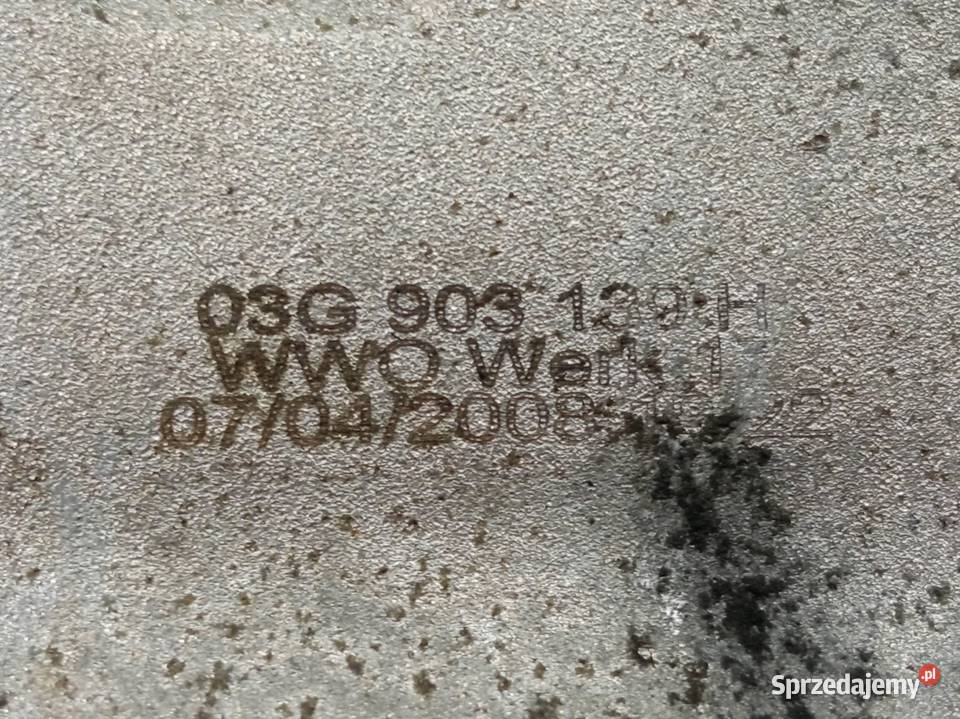 03G 903 139 H
WWO Werk 1
07/04/2008
Sprzedajemy.pl